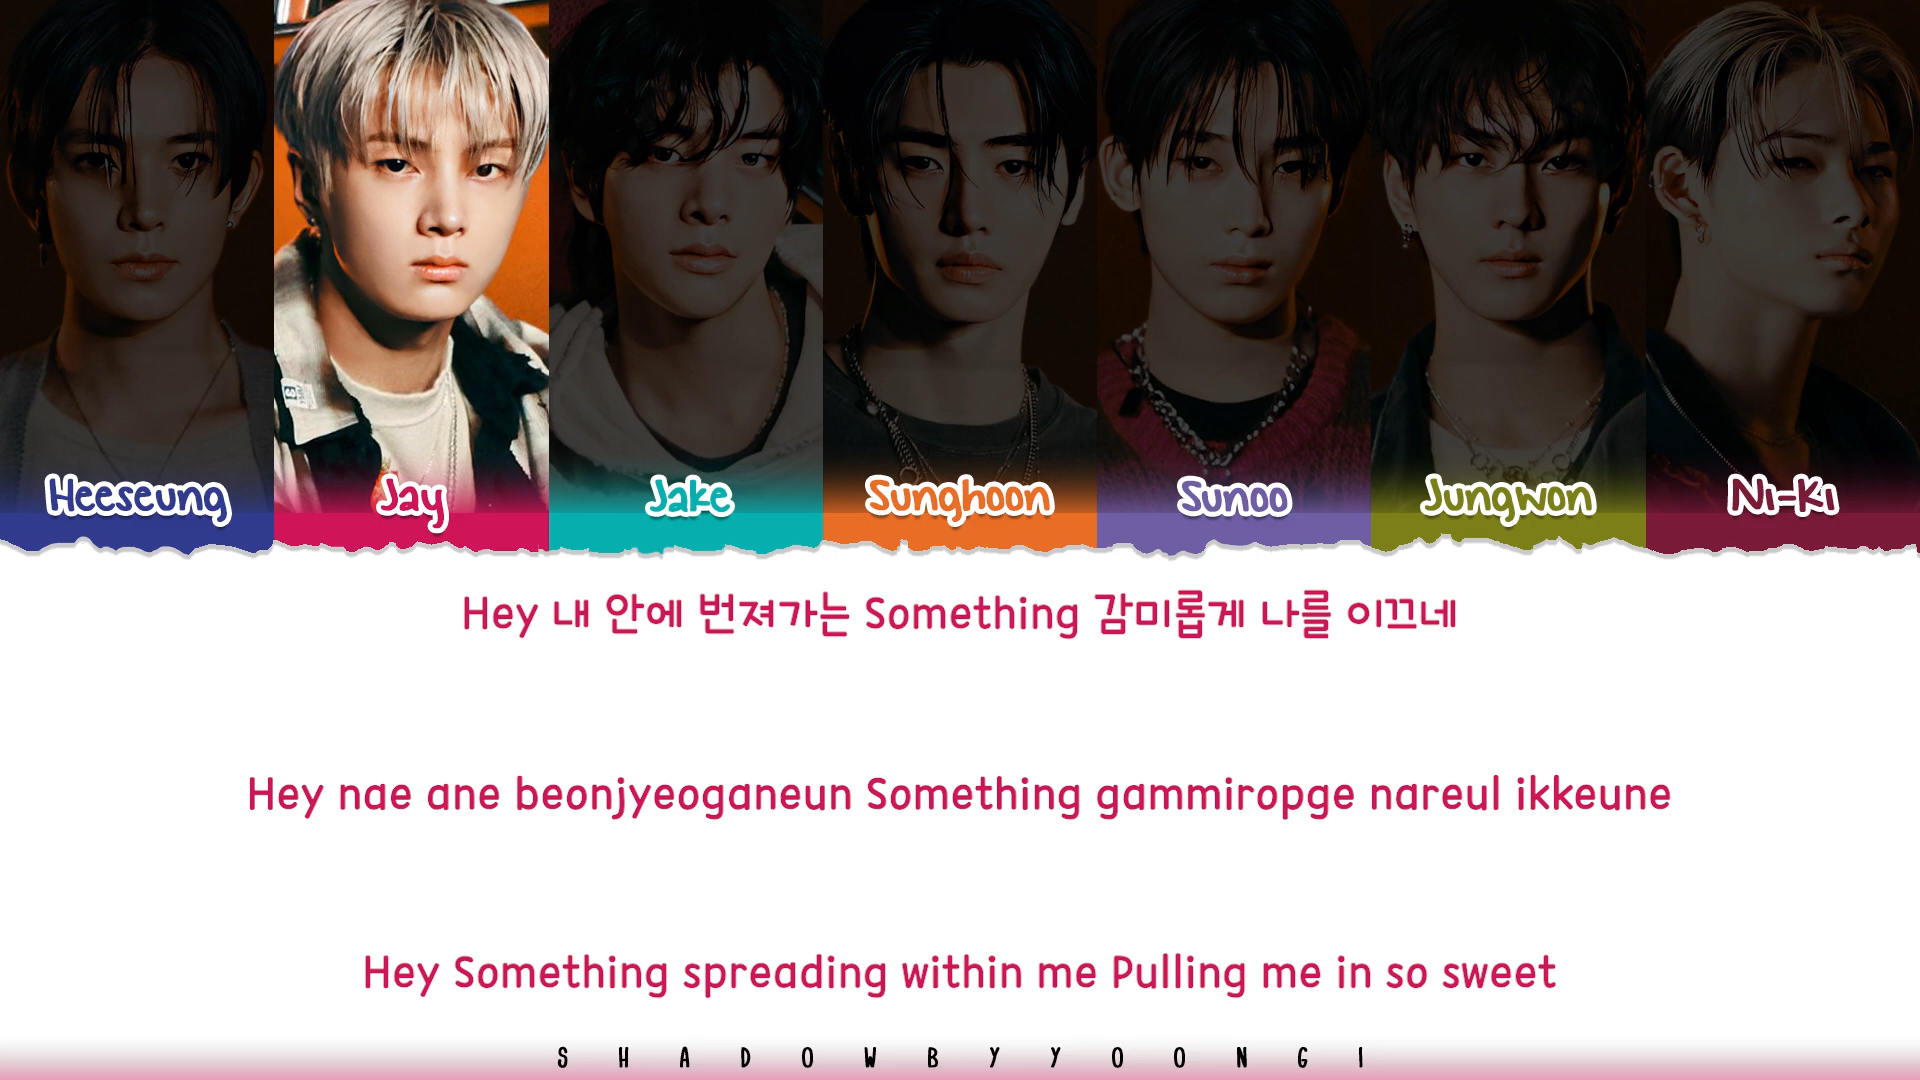 Heeseung Jay Jake Sunghoon Sunoo Jungwon Ni-Ki
Hey 내 안에 번져가는 Something 감미롭게 나를 이끄네
Hey nae ane beonjyeoganeun Something gammiropge nareul ikkeune
Hey Something spreading within me Pulling me in so sweet
SHADOWBYYOONGI